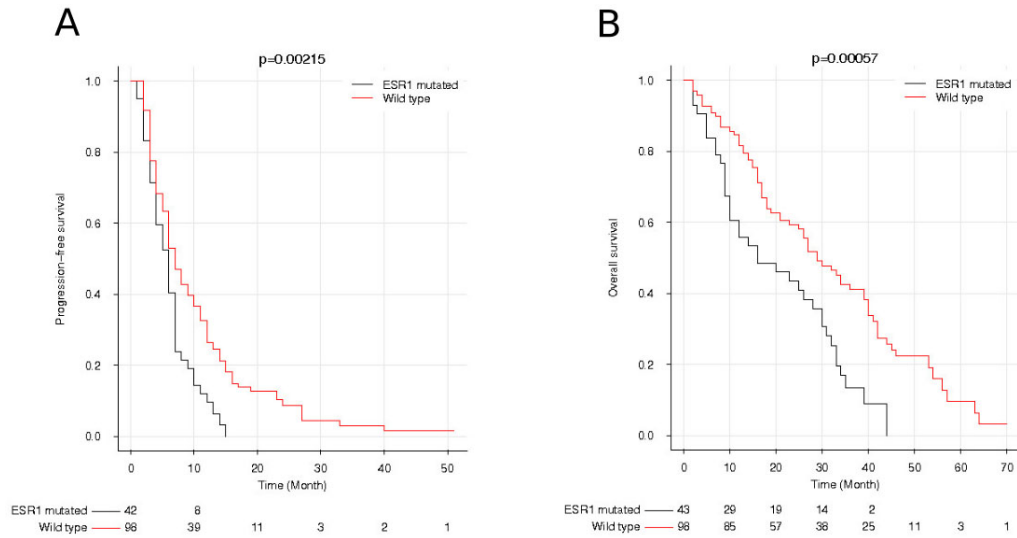 A
p=0.00215
ESR1 mutated
Wild type
1.0
0.8
0.6
0.4
0.2
0.0
Progression-free survival
0 10 20 30 40 50
Time (Month)
ESR1 mutated 42 8
Wild type 98 39 11 3 2 1
B
p=0.00057
ESR1 mutated
Wild type
1.0
0.8
0.6
0.4
0.2
0.0
Overall survival
0 10 20 30 40 50 60 70
Time (Month)
ESR1 mutated 43 29 19 14 2
Wild type 98 85 57 38 25 11 3 1